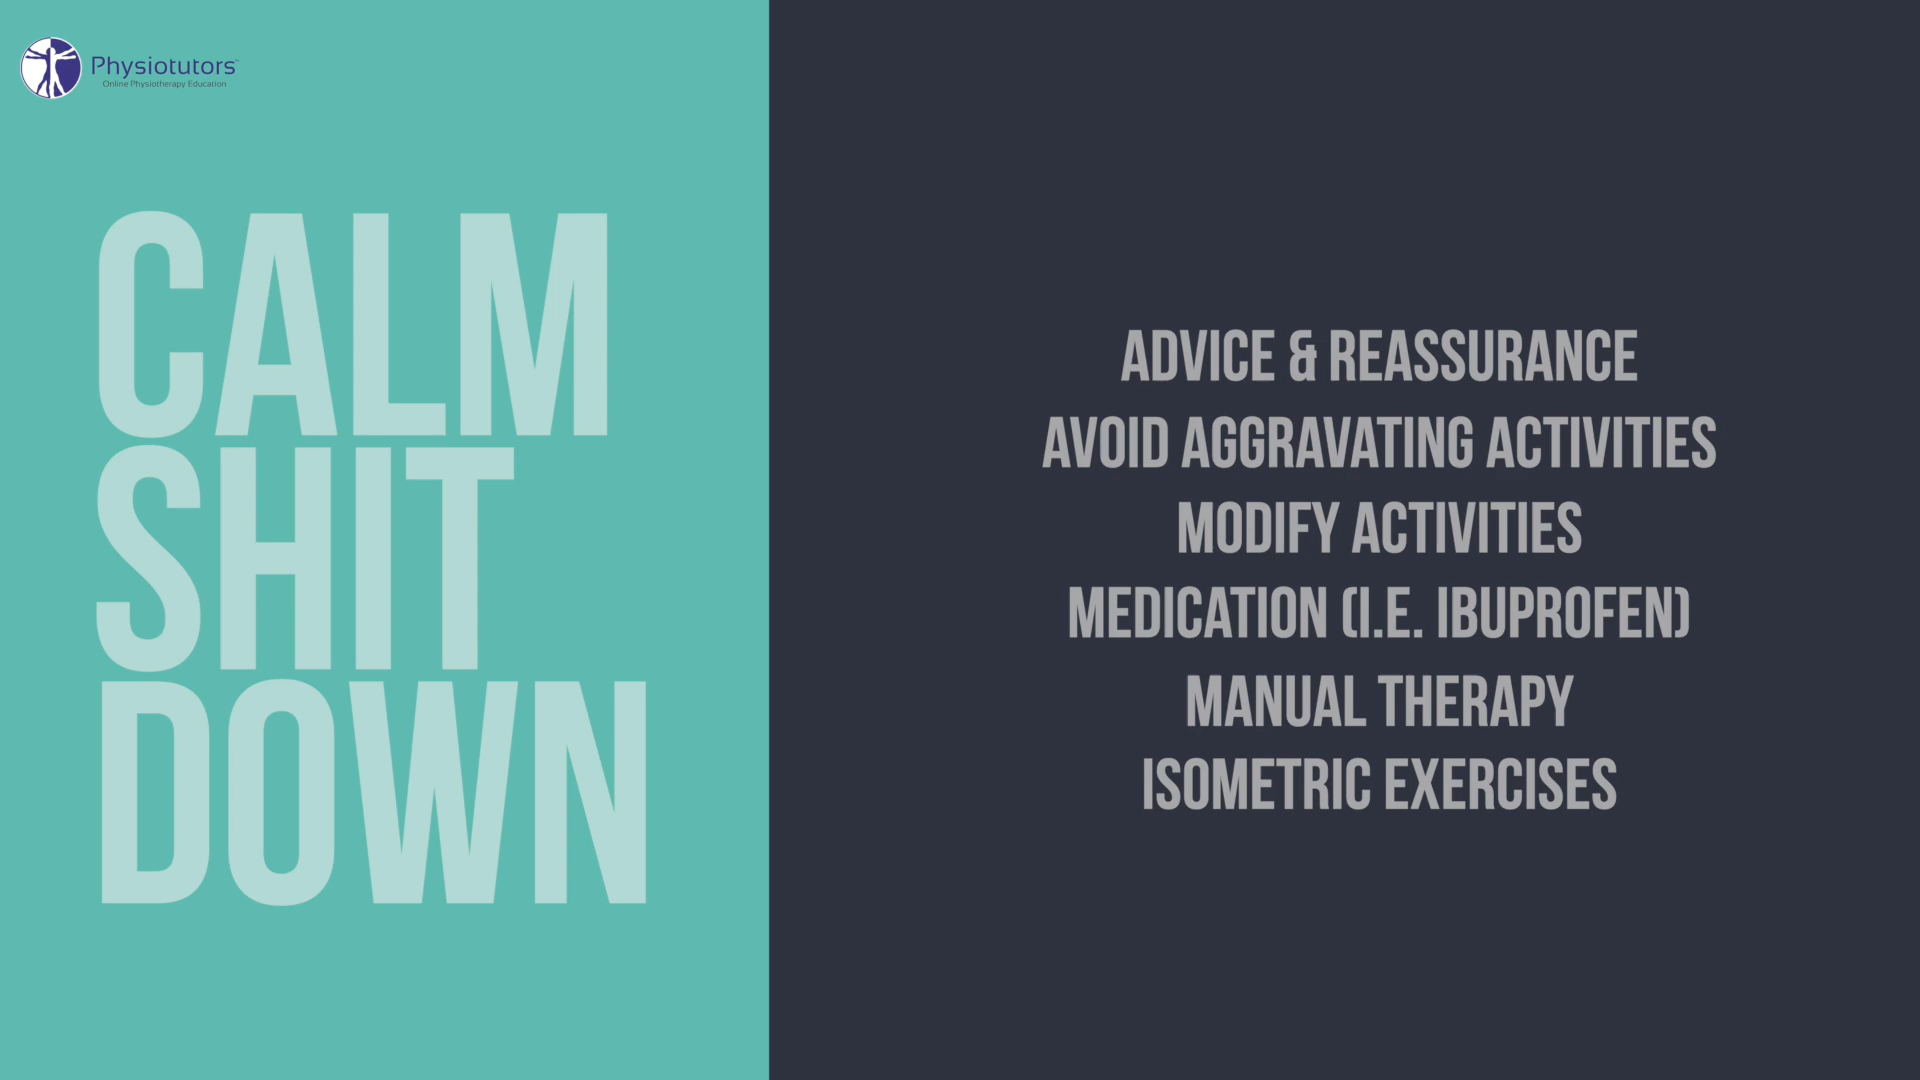 Physiotutors
Online Physiotherapy Education
CALM
SHIT
DOWN
ADVICE & REASSURANCE
AVOID AGGRAVATING ACTIVITIES
MODIFY ACTIVITIES
MEDICATION (I.E. IBUPROFEN)
MANUAL THERAPY
ISOMETRIC EXERCISES